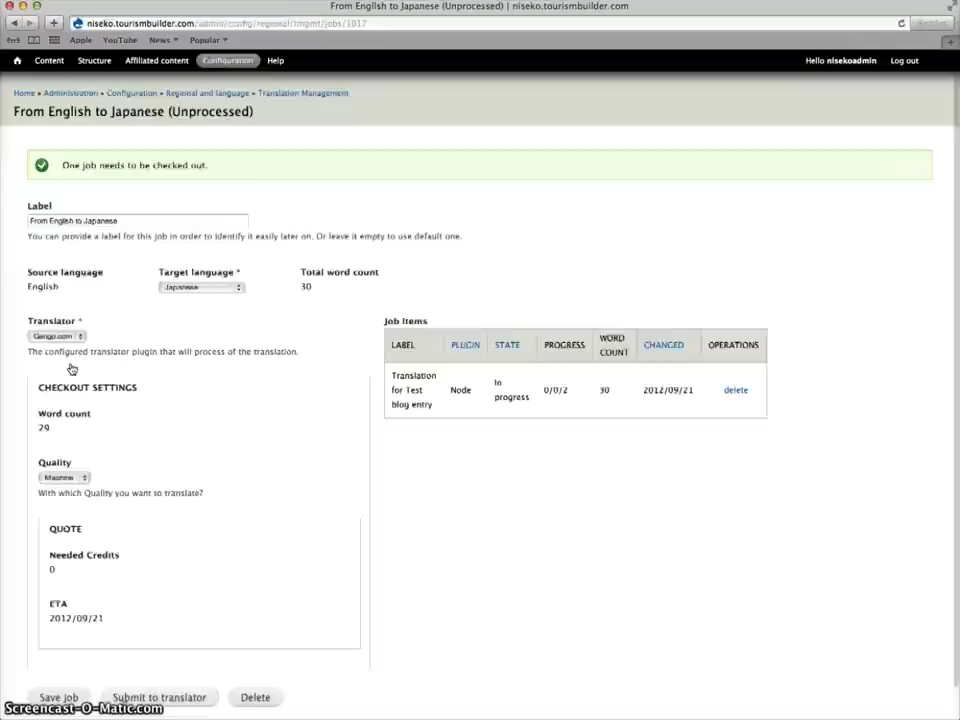 From English to Japanese (Unprocessed) | niseko.tourismbuilder.com
niseko.tourismbuilder.com/admin/config/regional/tmgmt/jobs/1017
Apple YouTube News Popular
Content Structure Affiliated content Configuration Help Hello nisekoadmin Log out
Home » Administration » Configuration » Regional and language » Translation Management
From English to Japanese (Unprocessed)
One job needs to be checked out.
Label
From English to Japanese
You can provide a label for this job in order to identify it easily later on. Or leave it empty to use default one.
Source language Target language * Total word count
English Japanese 30
Translator *
Gengo.com
The configured translator plugin that will process of the translation.
CHECKOUT SETTINGS
Word count
29
Quality
Machine
With which Quality you want to translate?
QUOTE
Needed Credits
0
ETA
2012/09/21
Job items
LABEL PLUGIN STATE PROGRESS WORD COUNT CHANGED OPERATIONS
Translation for Test blog entry Node In progress 0/0/2 30 2012/09/21 delete
Save job Submit to translator Delete
Screencast-O-Matic.com